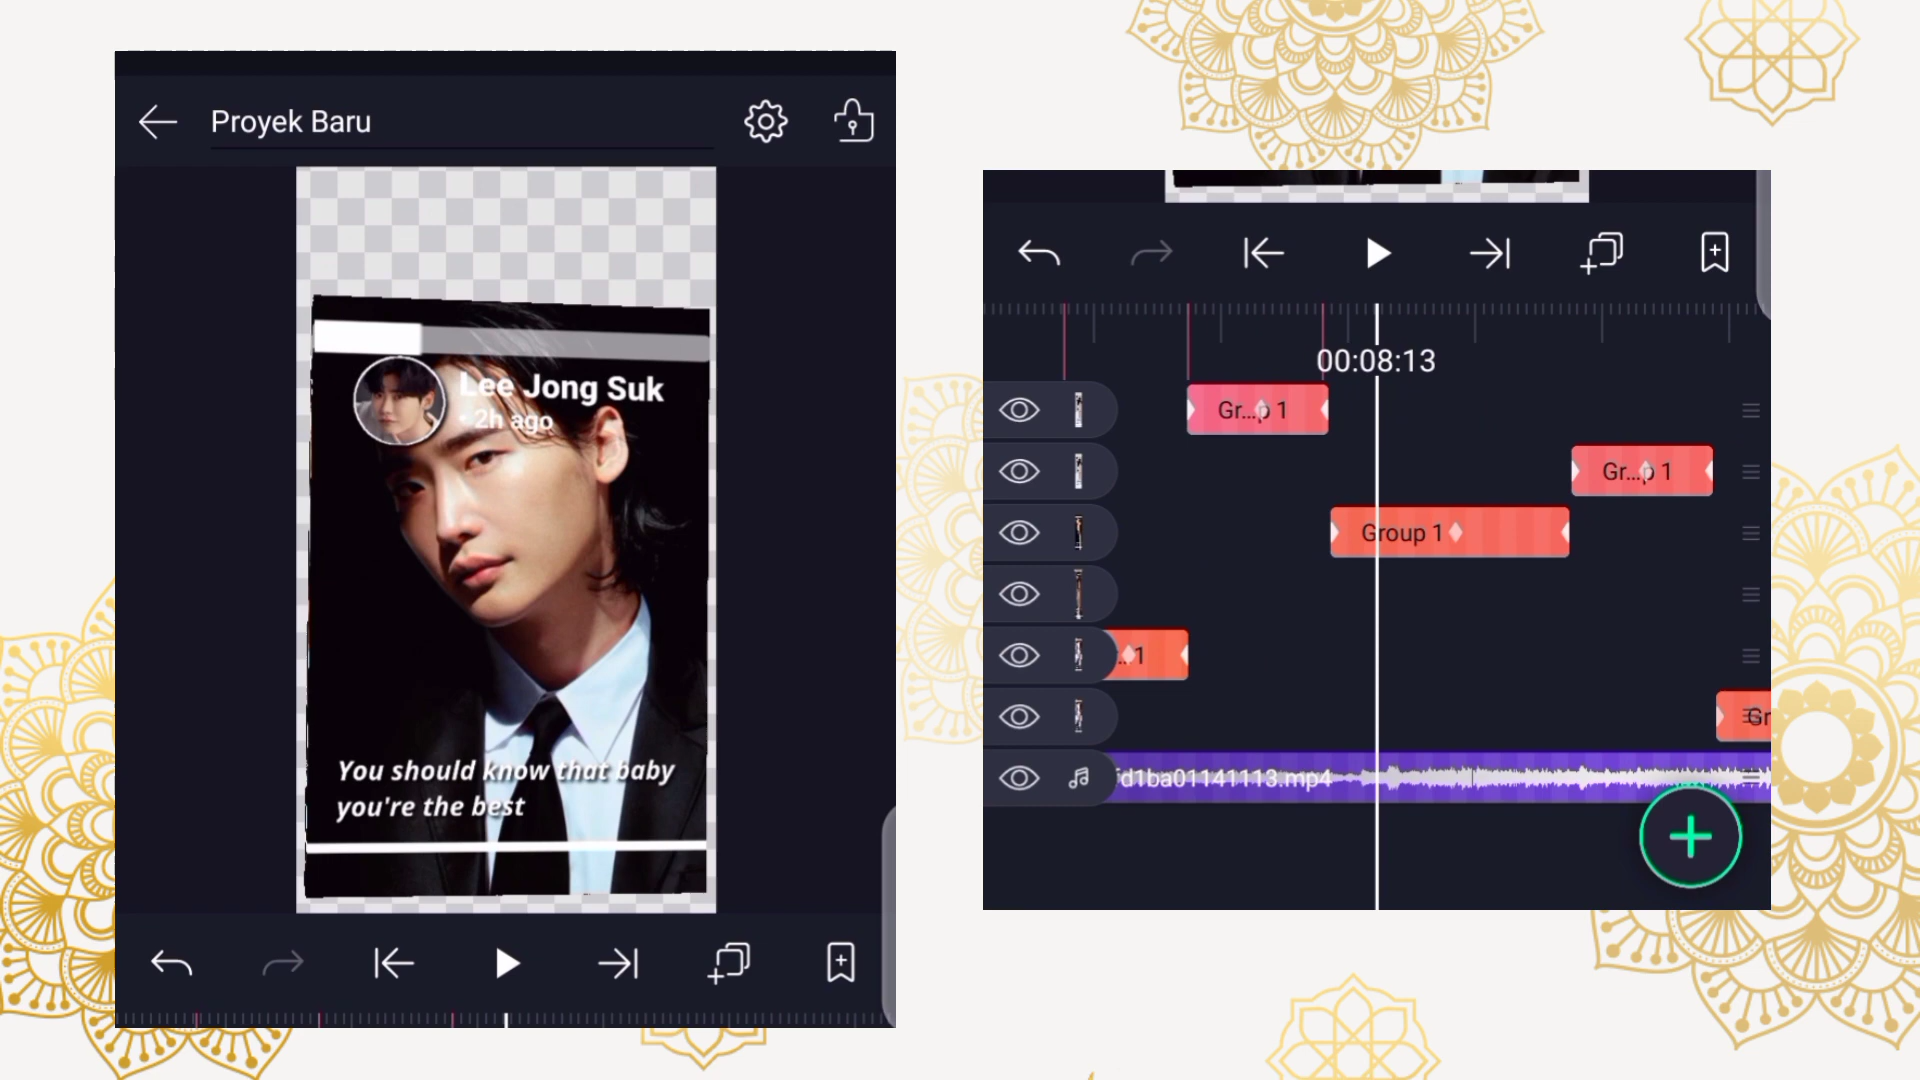 Proyek Baru
Lee Jong Suk
• 2h ago
You should know that baby
you're the best
00:08:13
Gr...p 1
Gr...p 1
Group 1
...1
Gr
d1ba01141113.mp4